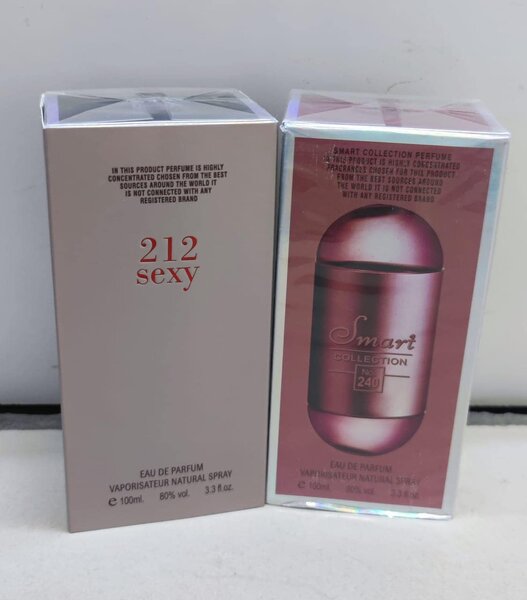 IN THIS PRODUCT PERFUME IS HIGHLY
CONCENTRATED CHOSEN FROM THE BEST
SOURCES AROUND THE WORLD IT
IS NOT CONNECTED WITH ANY
REGISTERED BRAND
212
sexy
EAU DE PARFUM
VAPORISATEUR NATURAL SPRAY
e 100ml. 80% vol. 3.3 fl.oz.
SMART COLLECTION PERFUME
IN THIS PRODUCT IS HIGHLY CONCENTRATED
FRAGRANCES CHOSEN FOR THIS PRODUCT
FROM THE BEST SOURCES AROUND
THE WORLD IT IS NOT CONNECTED
WITH ANY REGISTERED BRAND
Smart
COLLECTION
No.
240
EAU DE PARFUM
VAPORISATEUR NATURAL SPRAY
e 100ml. 80% vol. 3.3 fl.oz.